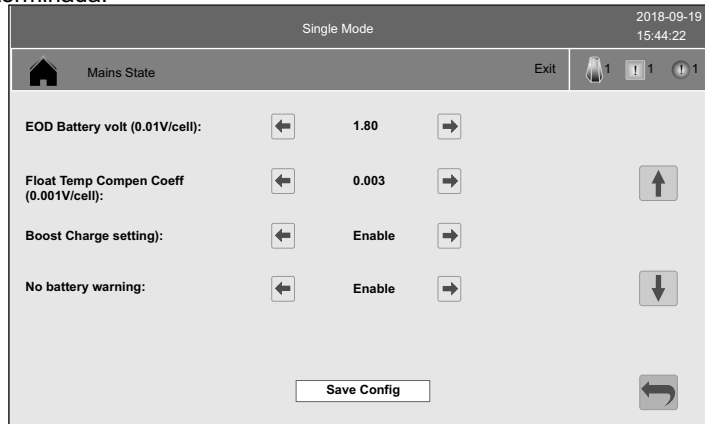 terminada.
Single Mode
2018-09-19
15:44:22
Mains State
Exit
1
! 1
! 1
EOD Battery volt (0.01V/cell):
1.80
Float Temp Compen Coeff
(0.001V/cell):
0.003
Boost Charge setting):
Enable
No battery warning:
Enable
Save Config